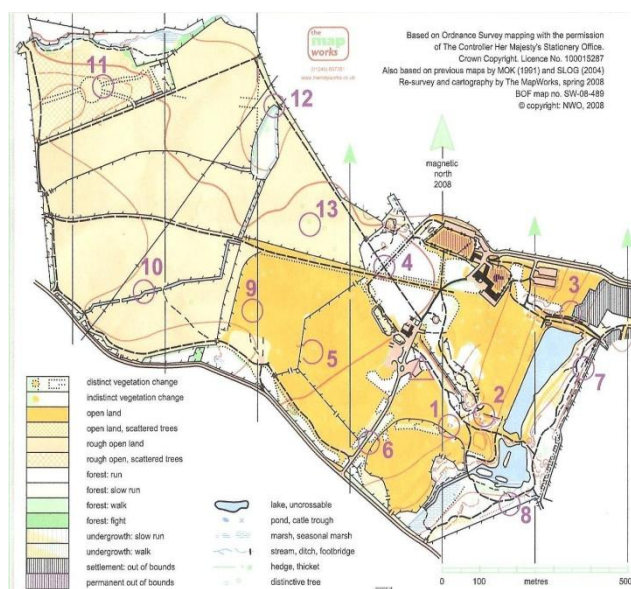 the
map
works
Based on Ordnance Survey mapping with the permission
of The Controller Her Majesty's Stationery Office.
Crown Copyright. Licence No. 100015287
Also based on previous maps by MOK (1991) and SLOG (2004)
Re-survey and cartography by The MapWorks, spring 2008
BOF map no. SW-08-489
© copyright: NWO, 2008
magnetic
north
2008
11
12
13
4
10
9
3
5
7
1
2
6
8
distinct vegetation change
indistinct vegetation change
open land
open land, scattered trees
rough open land
rough open, scattered trees
forest: run
forest: slow run
forest: walk
forest: fight
undergrowth: slow run
undergrowth: walk
settlement: out of bounds
permanent out of bounds
lake, uncrossable
pond, catle trough
marsh, seasonal marsh
stream, ditch, footbridge
hedge, thicket
distinctive tree
0 100 metres 500